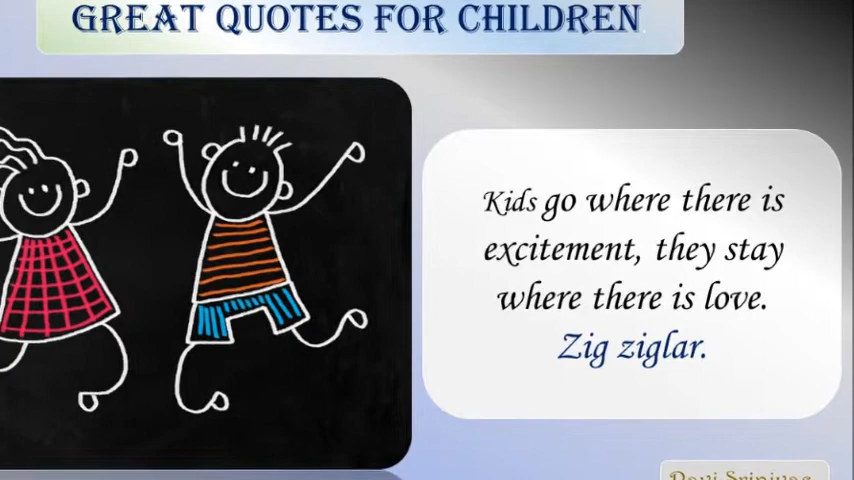 GREAT QUOTES FOR CHILDREN
Kids go where there is
excitement, they stay
where there is love.
Zig ziglar.